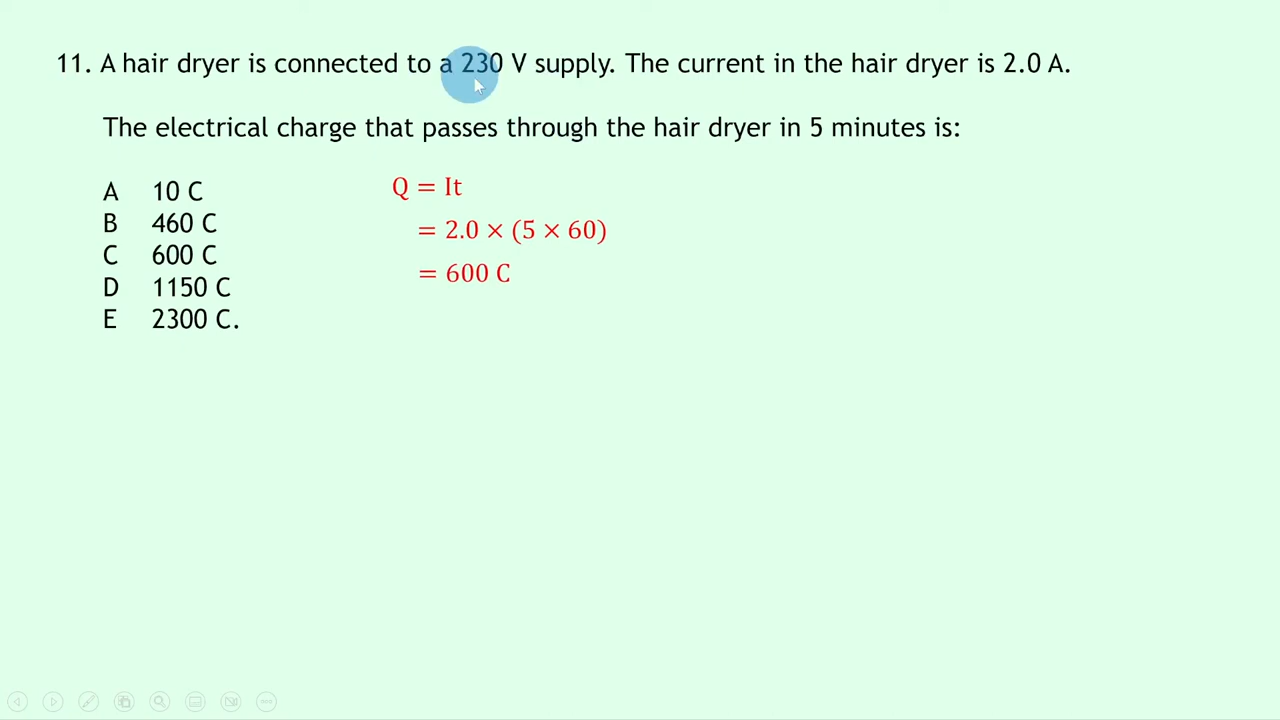 11. A hair dryer is connected to a 230 V supply. The current in the hair dryer is 2.0 A.
The electrical charge that passes through the hair dryer in 5 minutes is:
A 10 C
B 460 C
C 600 C
D 1150 C
E 2300 C.
Q = It
= 2.0 × (5 × 60)
= 600 C